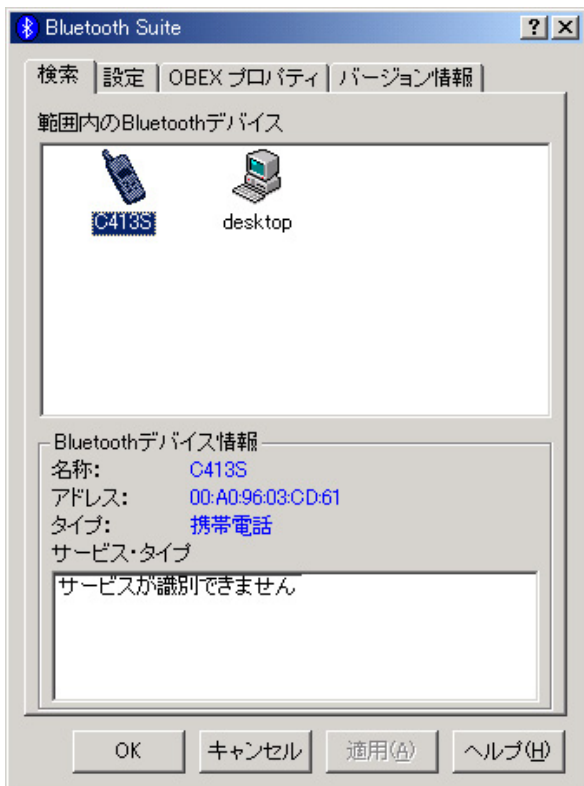 Bluetooth Suite
検索 設定 OBEX プロパティ バージョン情報
範囲内のBluetoothデバイス
C413S desktop
Bluetoothデバイス情報
名称: C413S
アドレス: 00:A0:96:03:CD:61
タイプ: 携帯電話
サービス・タイプ
サービスが識別できません
OK キャンセル 適用(A) ヘルプ(H)